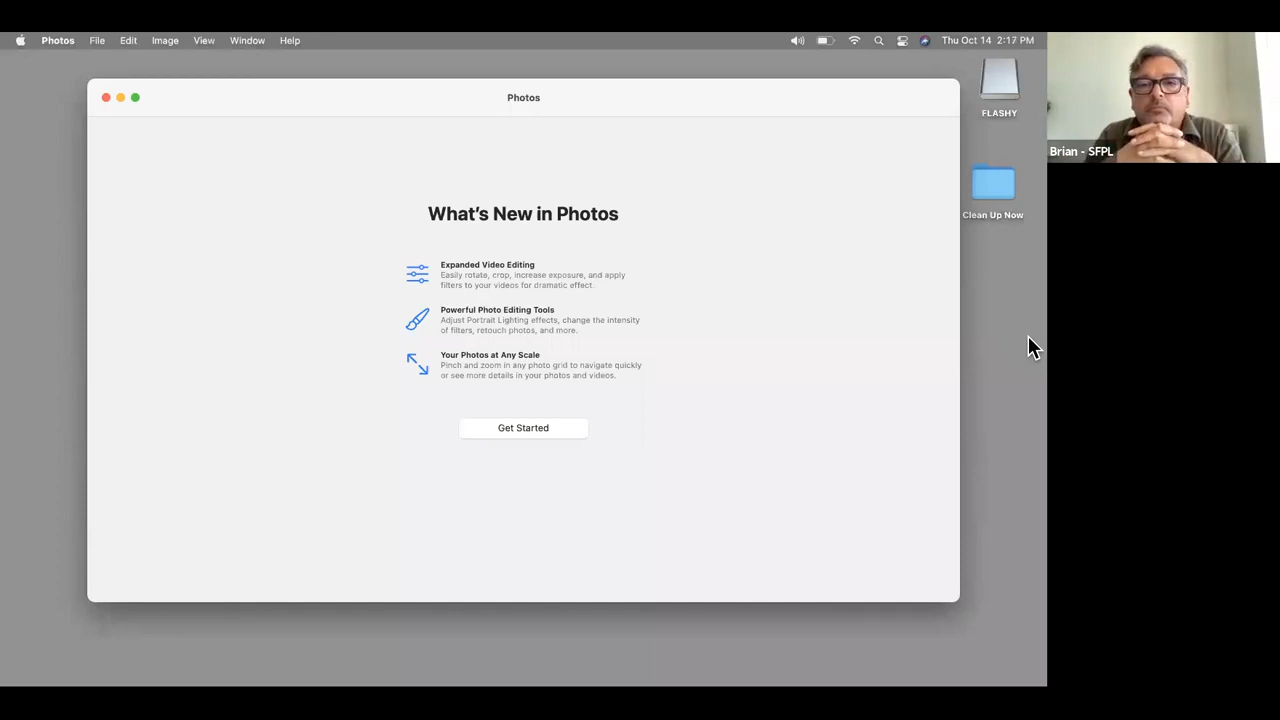 Photos File Edit Image View Window Help
Thu Oct 14 2:17 PM
Photos
FLASHY
Brian - SFPL
Clean Up Now
What's New in Photos
Expanded Video Editing
Easily rotate, crop, increase exposure, and apply
filters to your videos for dramatic effect.
Powerful Photo Editing Tools
Adjust Portrait Lighting effects, change the intensity
of filters, retouch photos, and more.
Your Photos at Any Scale
Pinch and zoom in any photo grid to navigate quickly
or see more details in your photos and videos.
Get Started